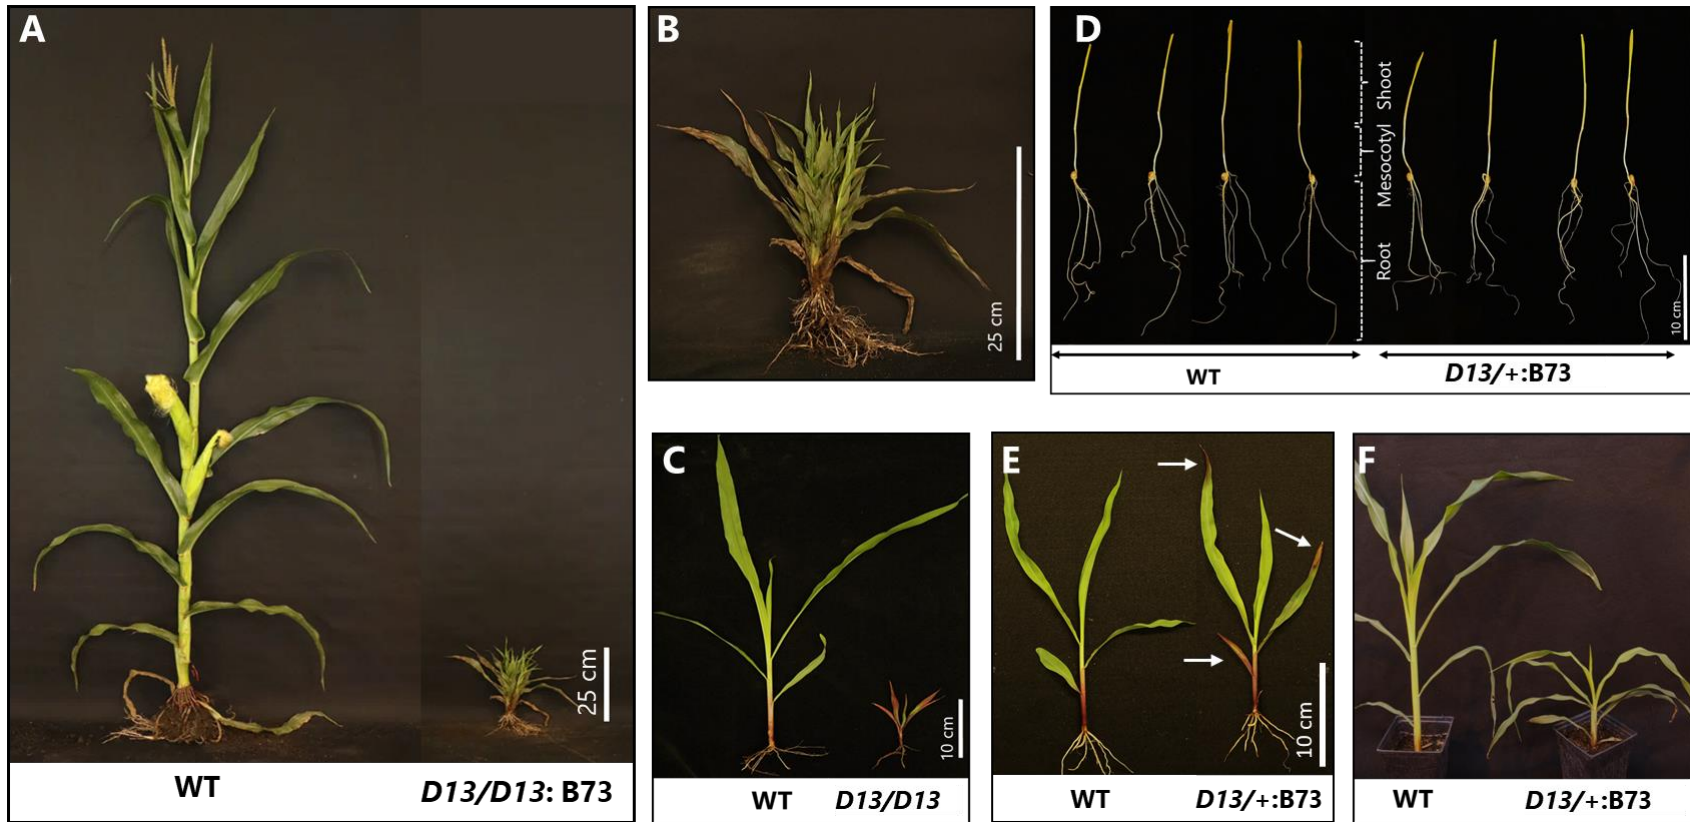 A
25 cm
WT
D13/D13: B73
B
25 cm
D
Shoot
Mesocotyl
Root
10 cm
WT
D13/+:B73
C
10 cm
WT
D13/D13
E
10 cm
WT
D13/+:B73
F
WT
D13/+:B73